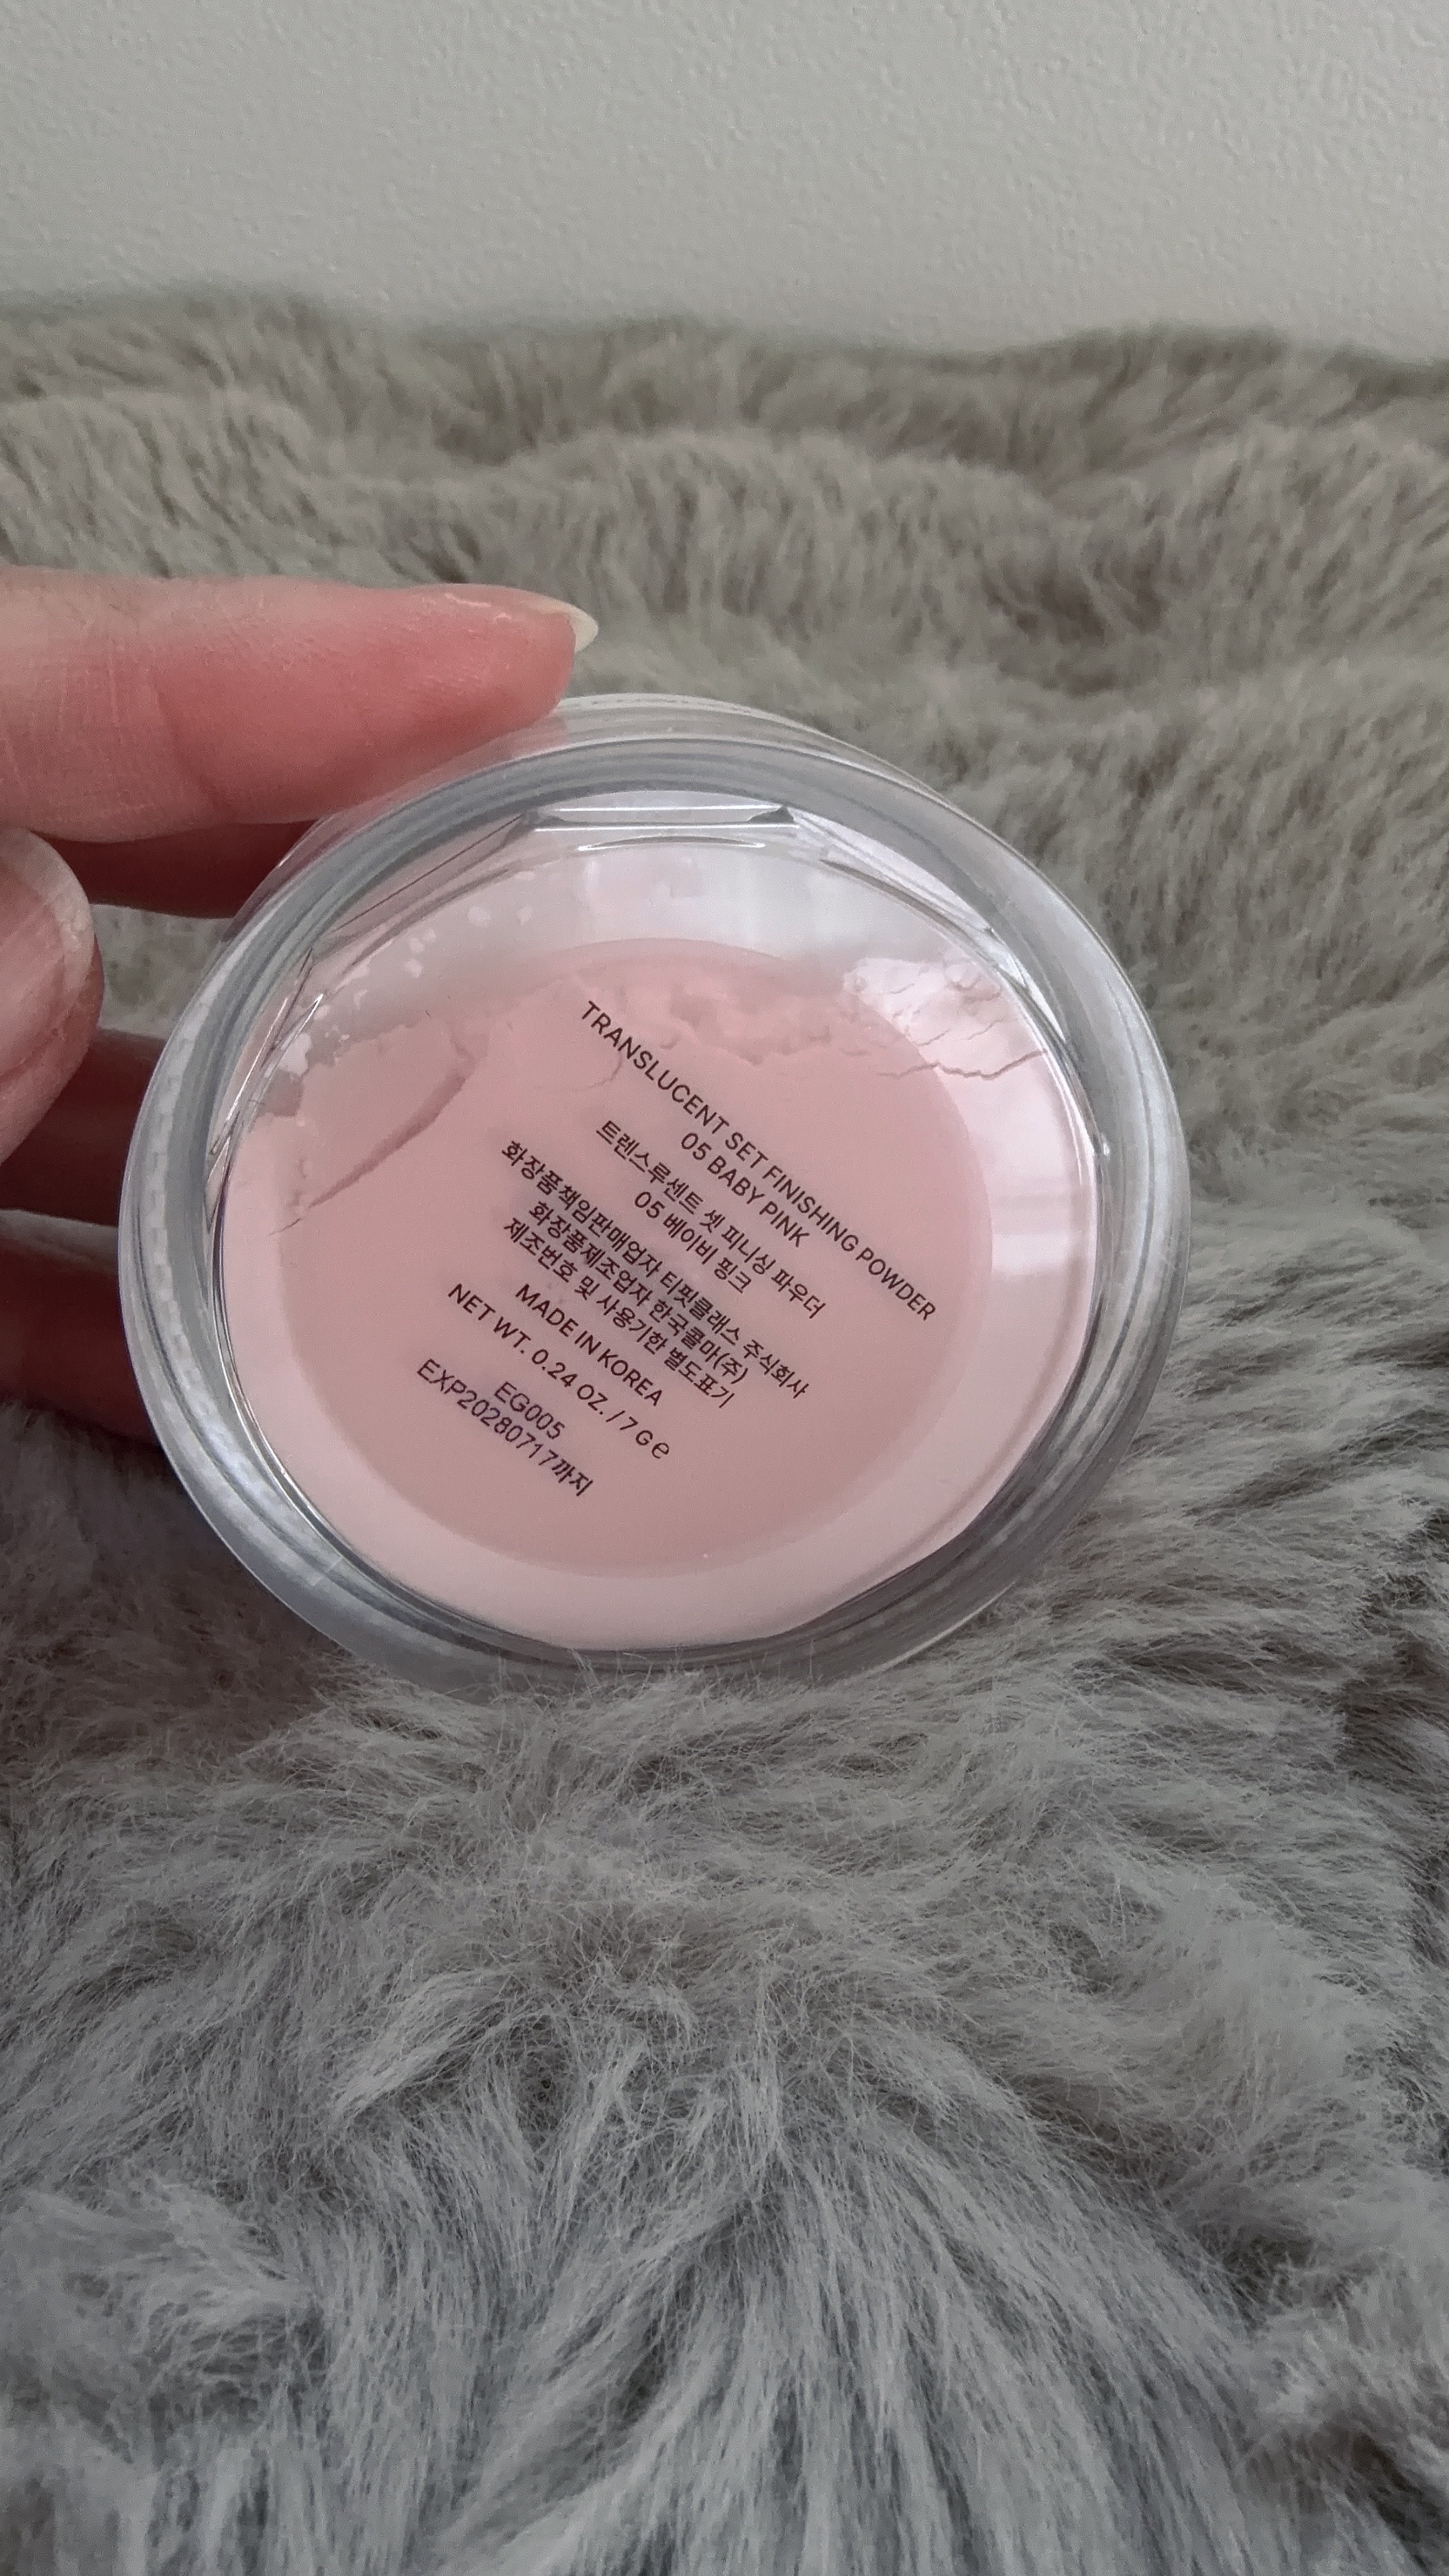 TRANSLUCENT SET FINISHING POWDER
05 BABY PINK
트렌스루센트 셋 피니싱 파우더
05 베이비 핑크
화장품책임판매업자 티핏클래스 주식회사
화장품제조업자 한국콜마(주)
제조번호 및 사용기한 별도표기
MADE IN KOREA
NET WT. 0.24 OZ. / 7 G ℮
EG005
EXP20280717까지